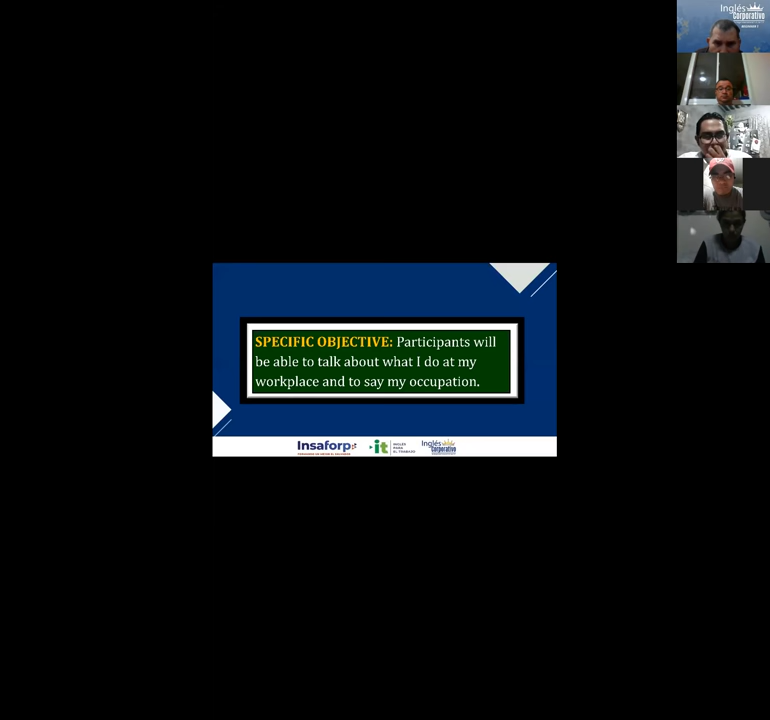 Inglés
Corporativo
SPECIFIC OBJECTIVE: Participants will
be able to talk about what I do at my
workplace and to say my occupation.
Insaforp
it
INGLÉS
PARA
EL TRABAJO
Inglés
Corporativo